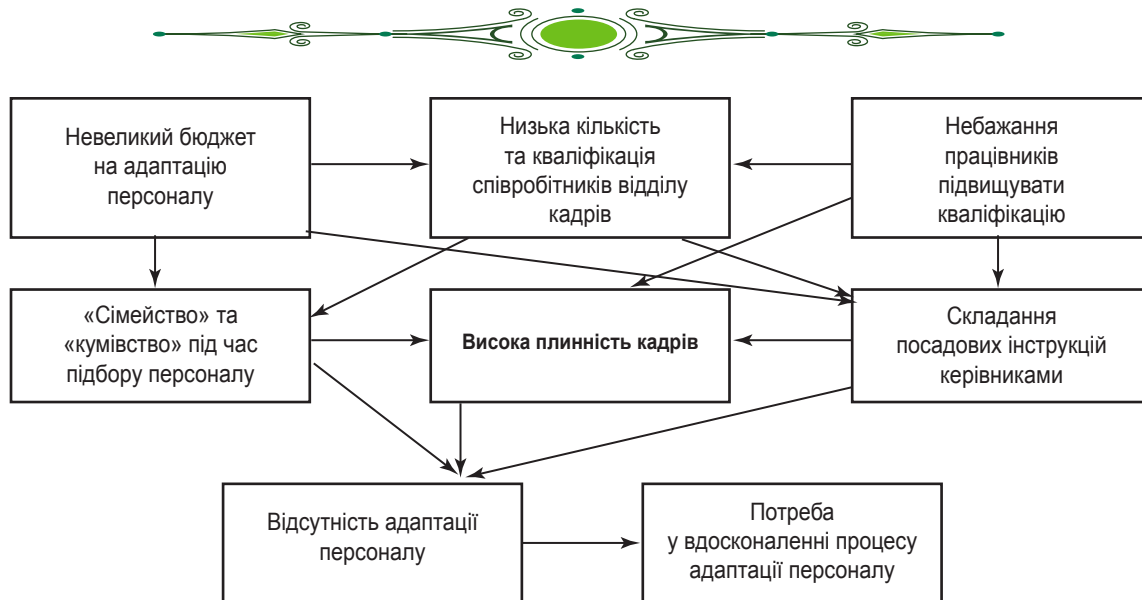 Невеликий бюджет
на адаптацію
персоналу
Низька кількість
та кваліфікація
співробітників відділу
кадрів
Небажання
працівників
підвищувати
кваліфікацію
«Сімейство» та
«кумівство» під час
підбору персоналу
Висока плинність кадрів
Складання
посадових інструкцій
керівниками
Відсутність адаптації
персоналу
Потреба
у вдосконаленні процесу
адаптації персоналу